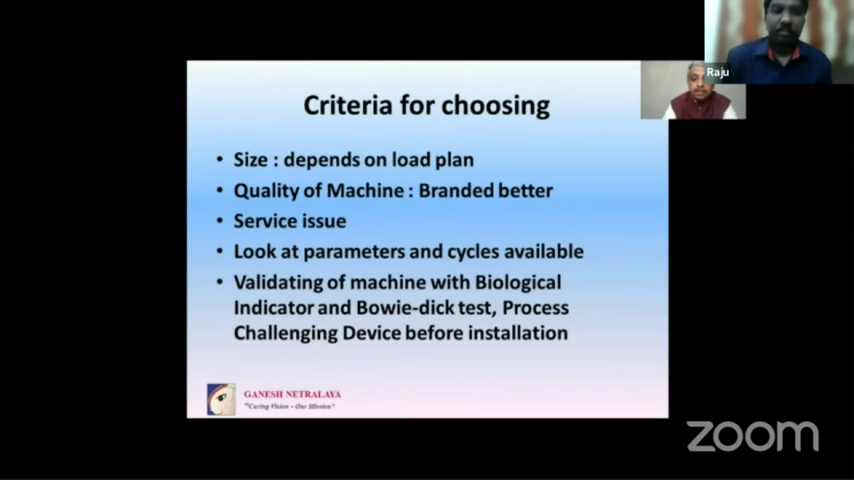 Raju
Criteria for choosing
• Size : depends on load plan
• Quality of Machine : Branded better
• Service issue
• Look at parameters and cycles available
• Validating of machine with Biological
Indicator and Bowie-dick test, Process
Challenging Device before installation
GANESH NETRALAYA
"Caring Vision - Our Mission"
zoom